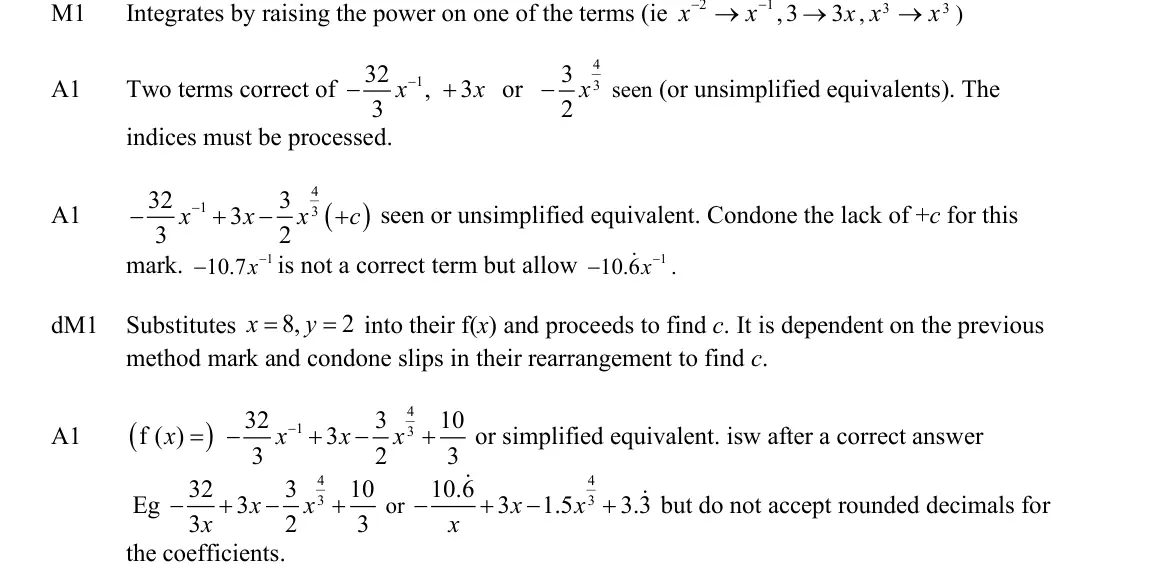 M1 Integrates by raising the power on one of the terms (ie x⁻² → x⁻¹, 3 → 3x, x³ → x³ )
A1 Two terms correct of −32/3 x⁻¹, +3x or −3/2 x^(4/3) seen (or unsimplified equivalents). The
indices must be processed.
A1 −32/3 x⁻¹ + 3x − 3/2 x^(4/3) (+c) seen or unsimplified equivalent. Condone the lack of +c for this
mark. −10.7x⁻¹ is not a correct term but allow −10.6̇x⁻¹ .
dM1 Substitutes x = 8, y = 2 into their f(x) and proceeds to find c. It is dependent on the previous
method mark and condone slips in their rearrangement to find c.
A1 (f (x) =) −32/3 x⁻¹ + 3x − 3/2 x^(4/3) + 10/3 or simplified equivalent. isw after a correct answer
Eg −32/(3x) + 3x − 3/2 x^(4/3) + 10/3 or −10.6̇/x + 3x − 1.5x^(4/3) + 3.3̇ but do not accept rounded decimals for
the coefficients.